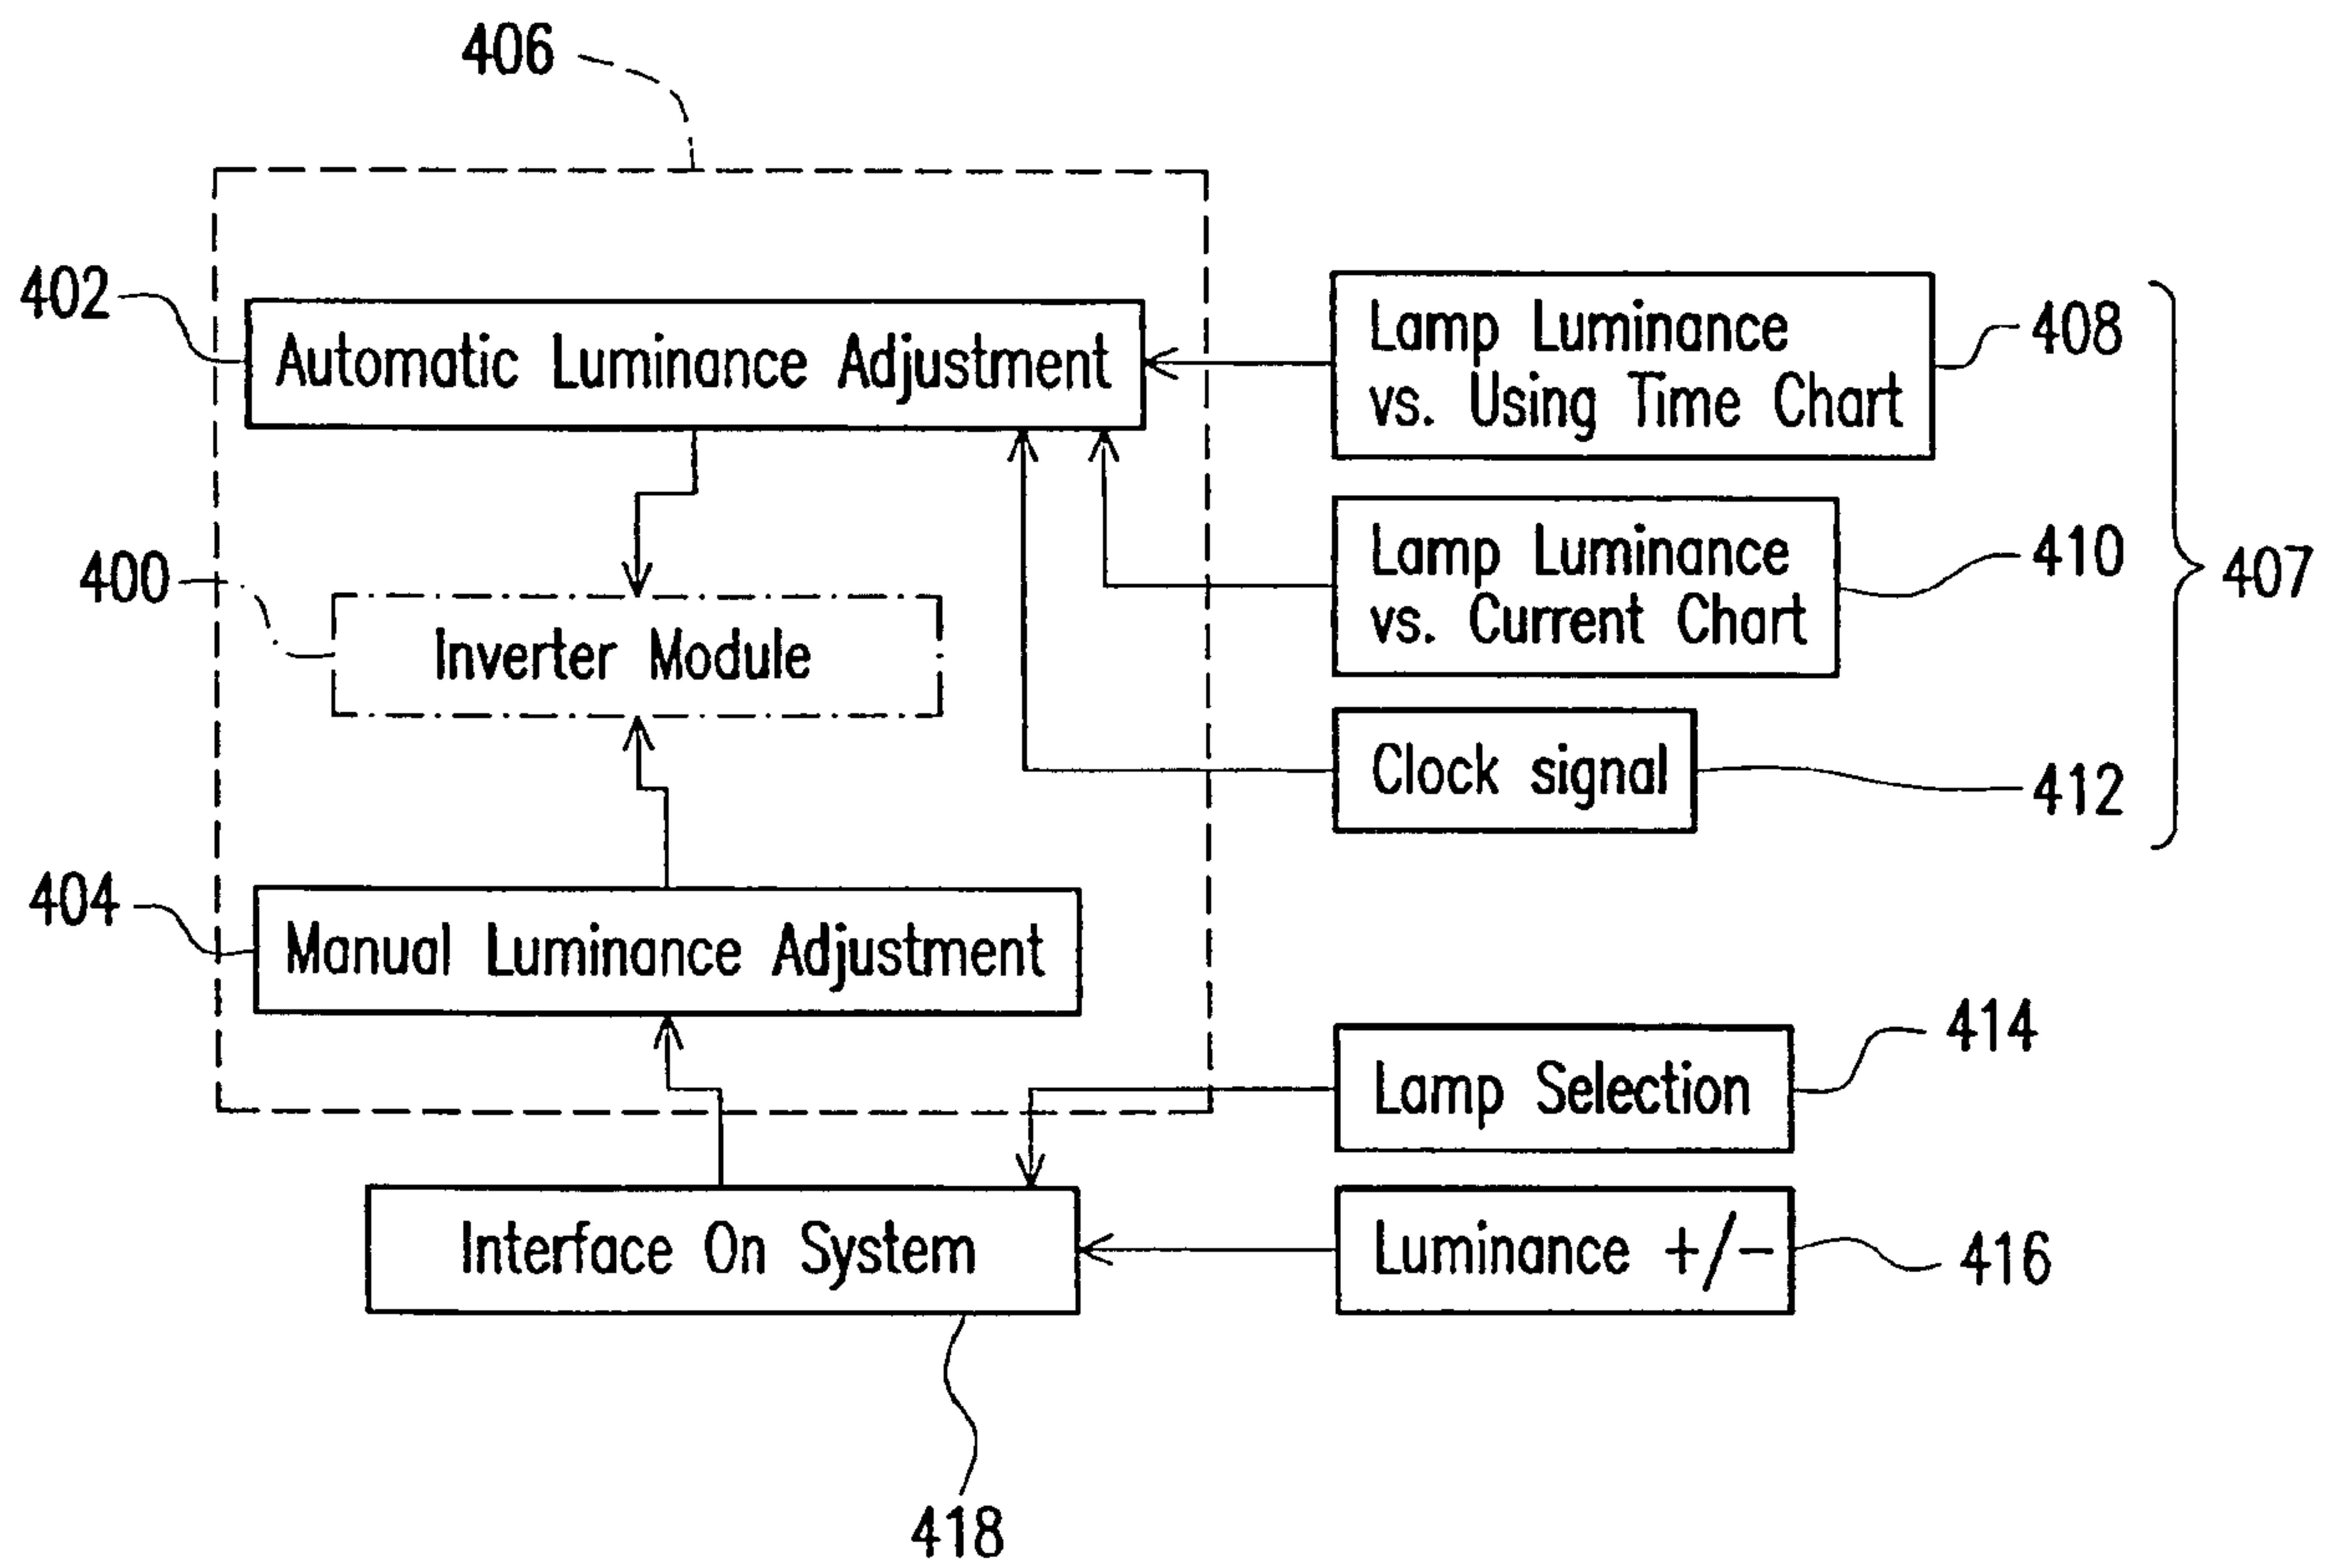 406
402
Automatic Luminance Adjustment
Lamp Luminance
vs. Using Time Chart
408
400
Inverter Module
Lamp Luminance
vs. Current Chart
410
407
Clock signal
412
404
Manual Luminance Adjustment
Lamp Selection
414
Interface On System
Luminance +/-
416
418